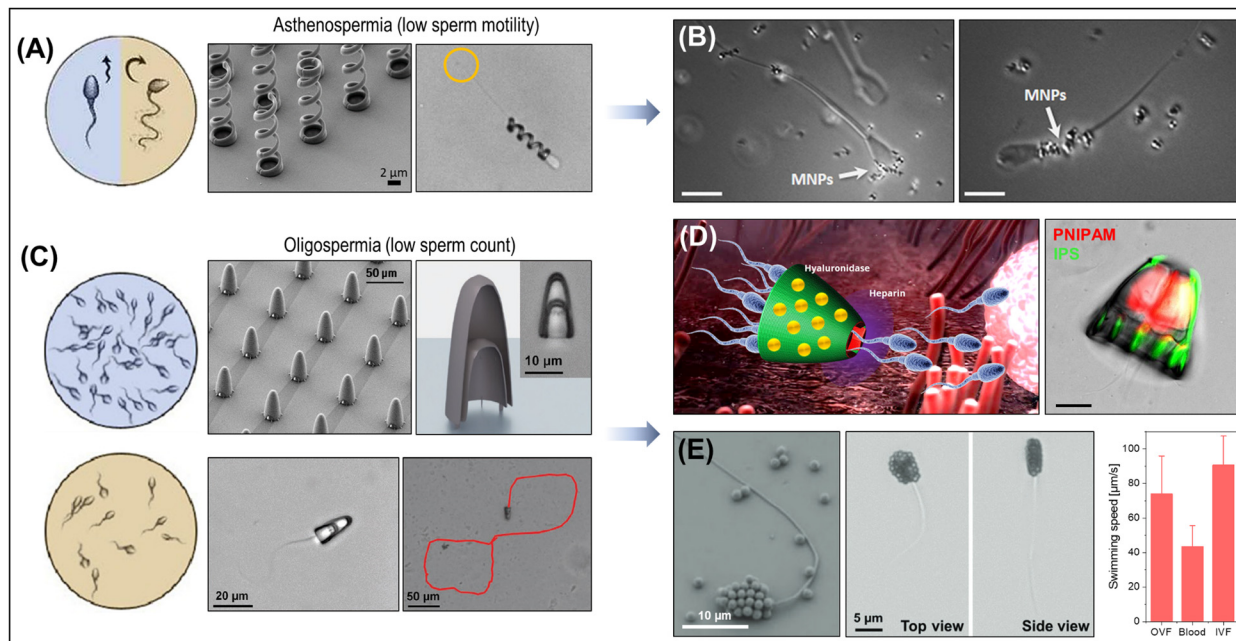 (A)
Asthenospermia (low sperm motility)
2 µm
(B)
MNPs
MNPs
(C)
Oligospermia (low sperm count)
50 µm
10 µm
20 µm
50 µm
(D)
Hyaluronidase
Heparin
PNIPAM
IPS
(E)
10 µm
5 µm
Top view
Side view
Swimming speed [µm/s]
100
80
60
40
20
0
OVF Blood IVF